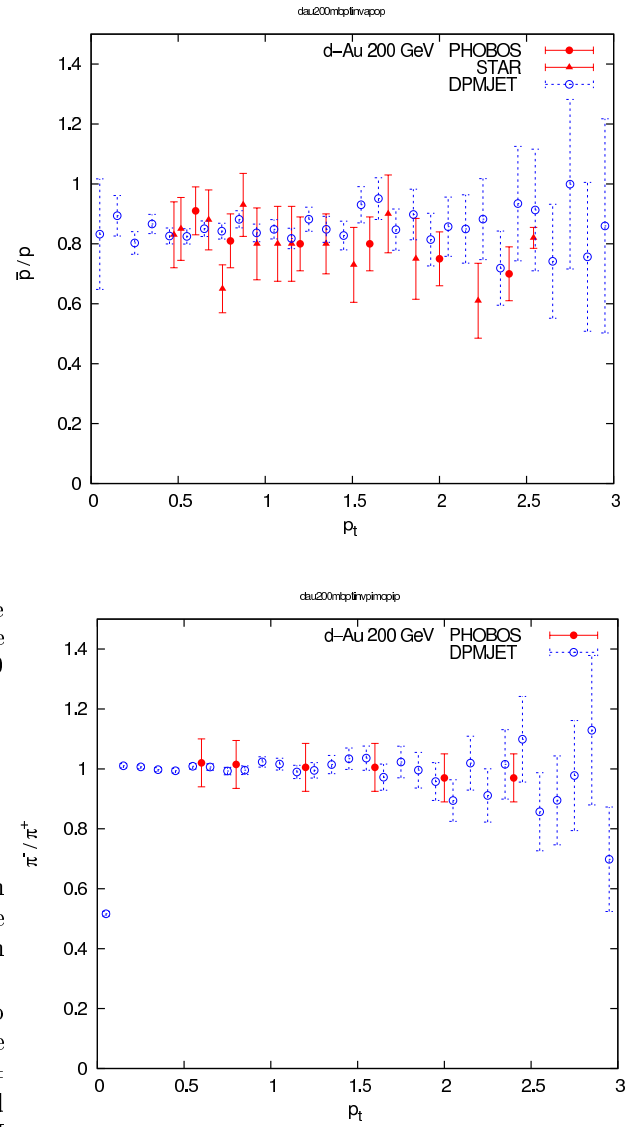 dau200mbptinvapop
d-Au 200 GeV PHOBOS
STAR
DPMJET
1.4
1.2
1
0.8
0.6
0.4
0.2
0
p̄ / p
0 0.5 1 1.5 2 2.5 3
p_t
dau200mbptinvpimqpip
d-Au 200 GeV PHOBOS
DPMJET
1.4
1.2
1
0.8
0.6
0.4
0.2
0
π⁻/ π⁺
0 0.5 1 1.5 2 2.5 3
p_t